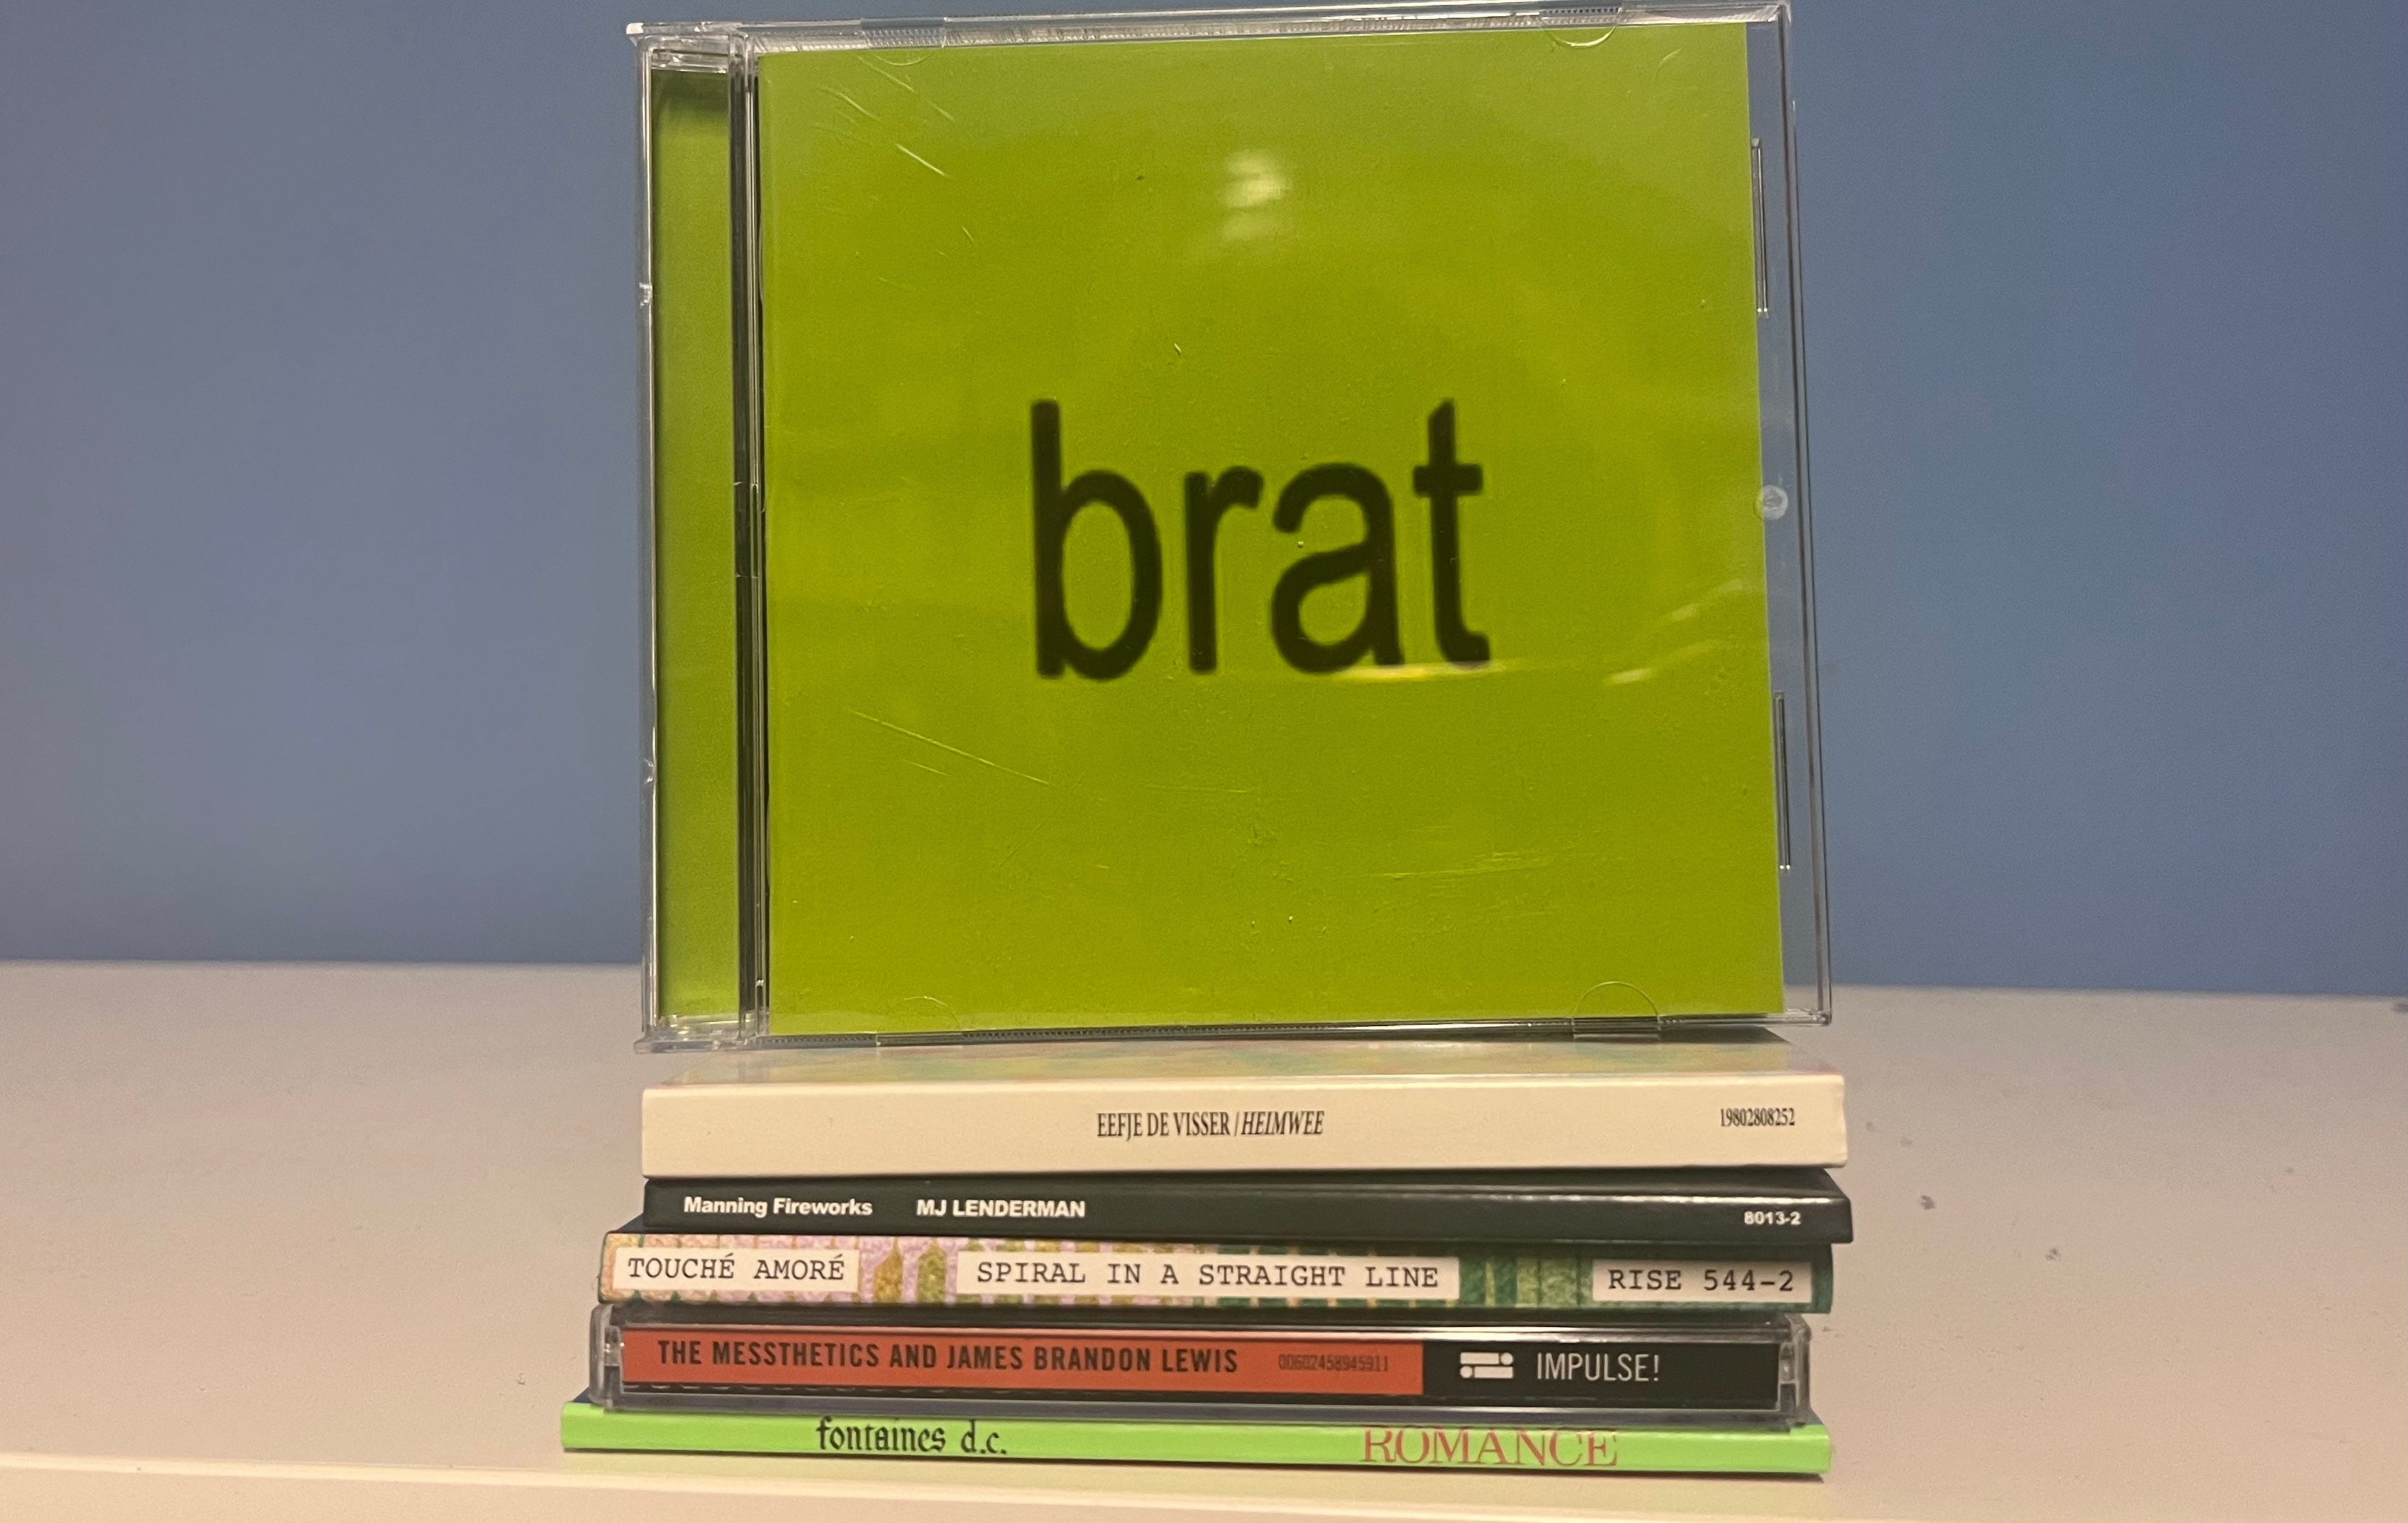 brat
EEFJE DE VISSER / HEIMWEE 19802808252
Manning Fireworks MJ LENDERMAN 8013-2
TOUCHÉ AMORÉ SPIRAL IN A STRAIGHT LINE RISE 544-2
THE MESSTHETICS AND JAMES BRANDON LEWIS 00602458945911 IMPULSE!
fontaines d.c. ROMANCE